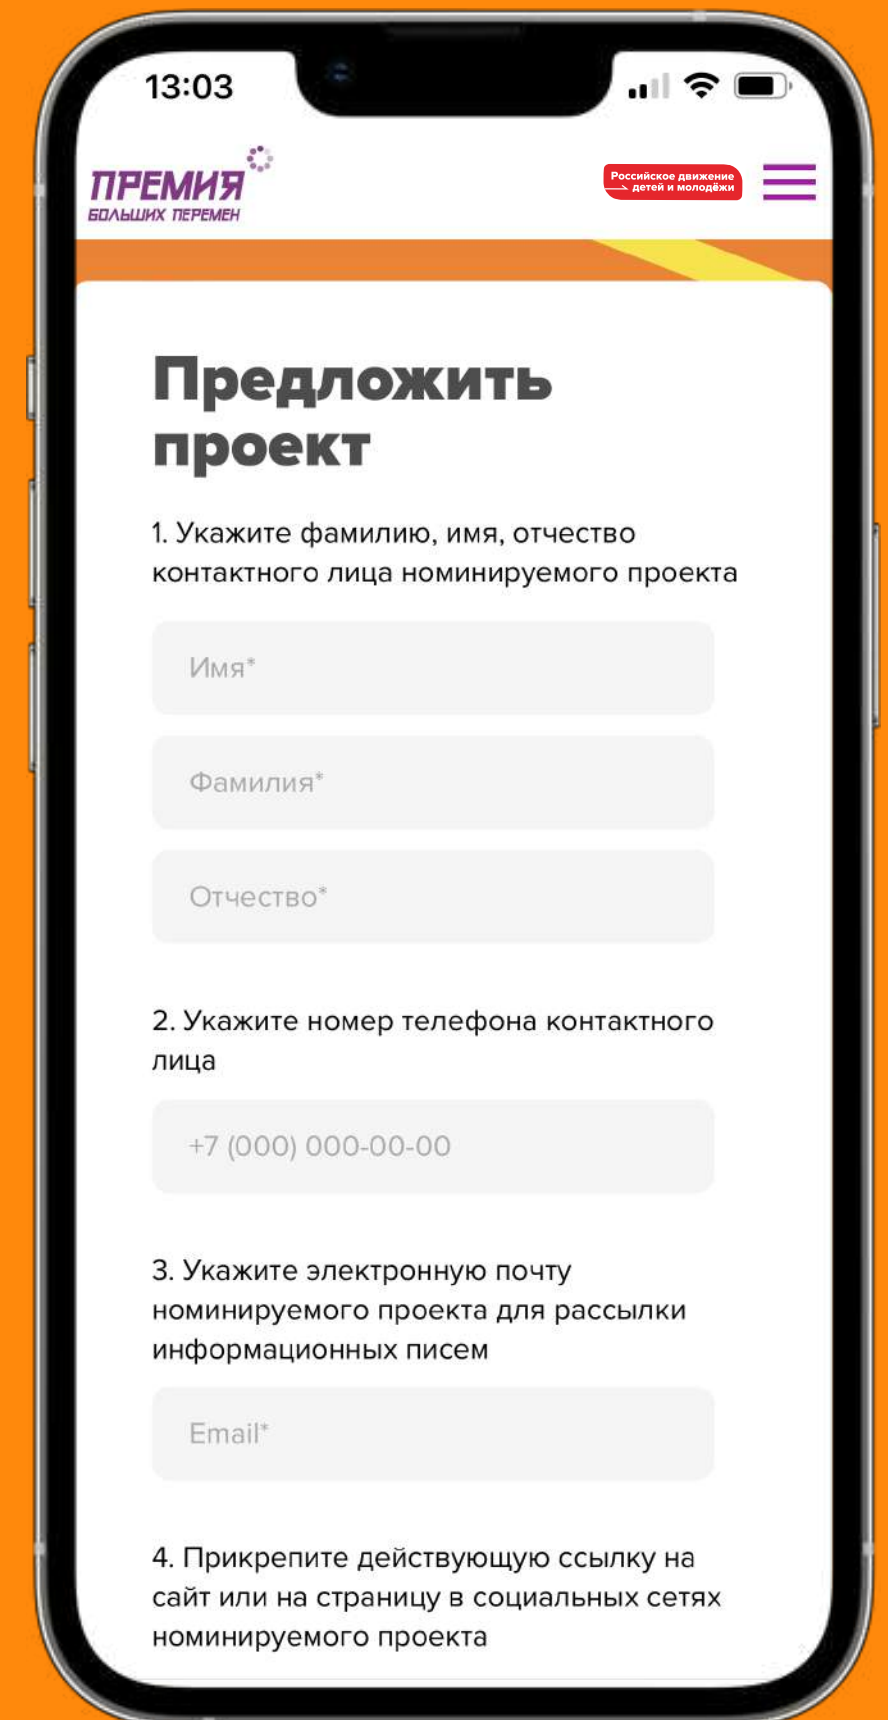 13:03
ПРЕМИЯ
БОЛЬШИХ ПЕРЕМЕН
Российское движение
детей и молодёжи
Предложить
проект
1. Укажите фамилию, имя, отчество
контактного лица номинируемого проекта
Имя*
Фамилия*
Отчество*
2. Укажите номер телефона контактного
лица
+7 (000) 000-00-00
3. Укажите электронную почту
номинируемого проекта для рассылки
информационных писем
Email*
4. Прикрепите действующую ссылку на
сайт или на страницу в социальных сетях
номинируемого проекта